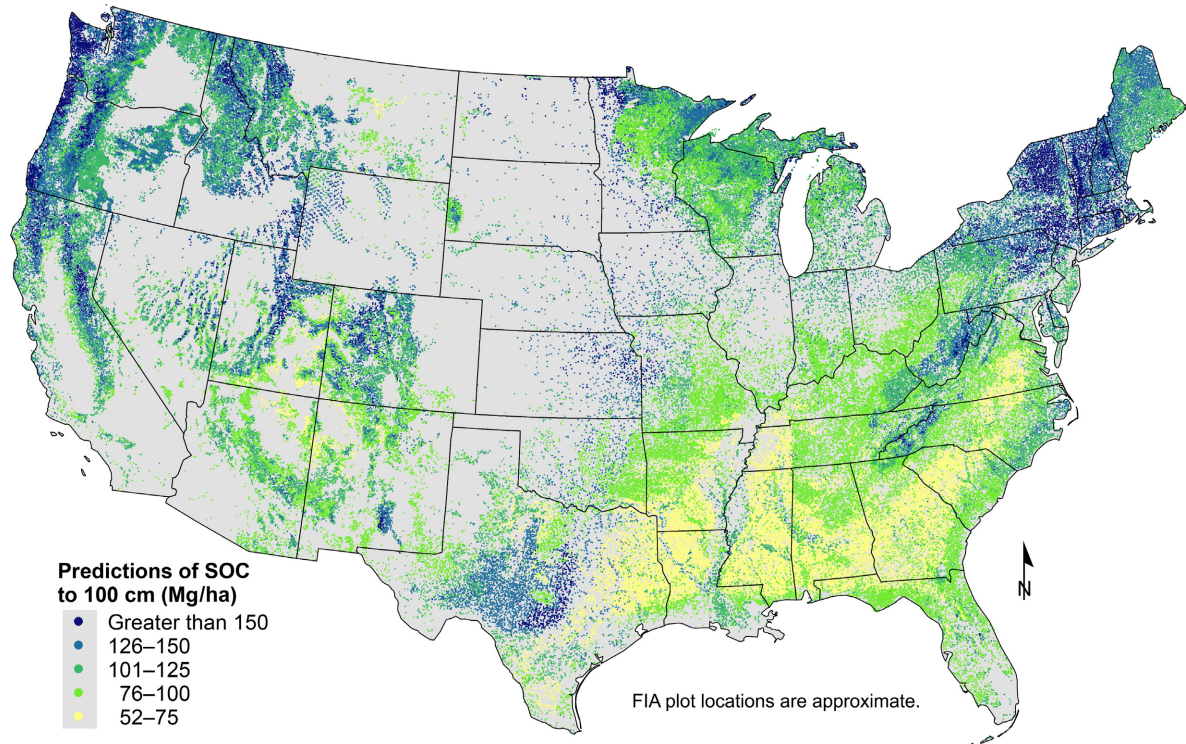 Predictions of SOC
to 100 cm (Mg/ha)
Greater than 150
126–150
101–125
76–100
52–75
FIA plot locations are approximate.
N